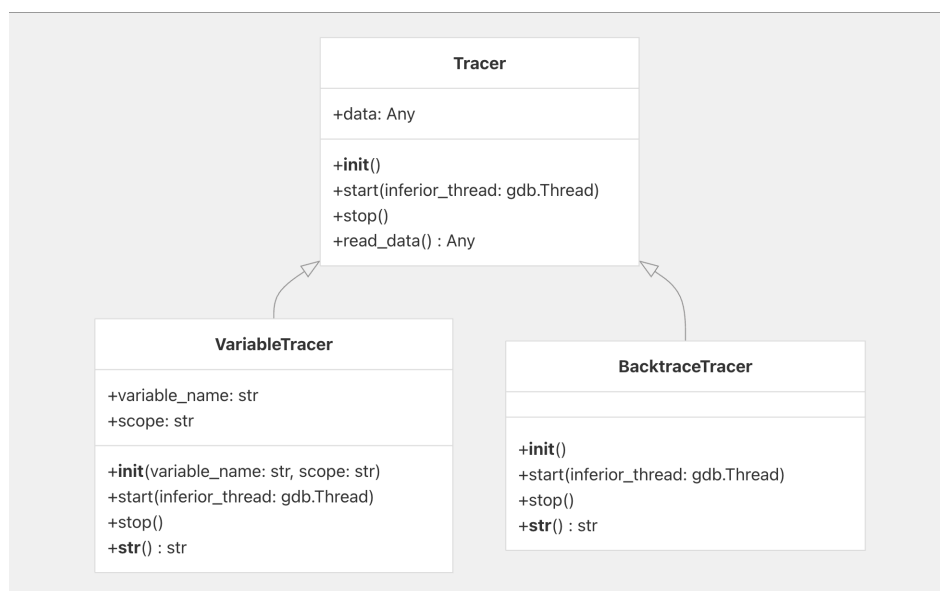 Tracer
+data: Any
+init()
+start(inferior_thread: gdb.Thread)
+stop()
+read_data() : Any
VariableTracer
+variable_name: str
+scope: str
+init(variable_name: str, scope: str)
+start(inferior_thread: gdb.Thread)
+stop()
+str() : str
BacktraceTracer
+init()
+start(inferior_thread: gdb.Thread)
+stop()
+str() : str